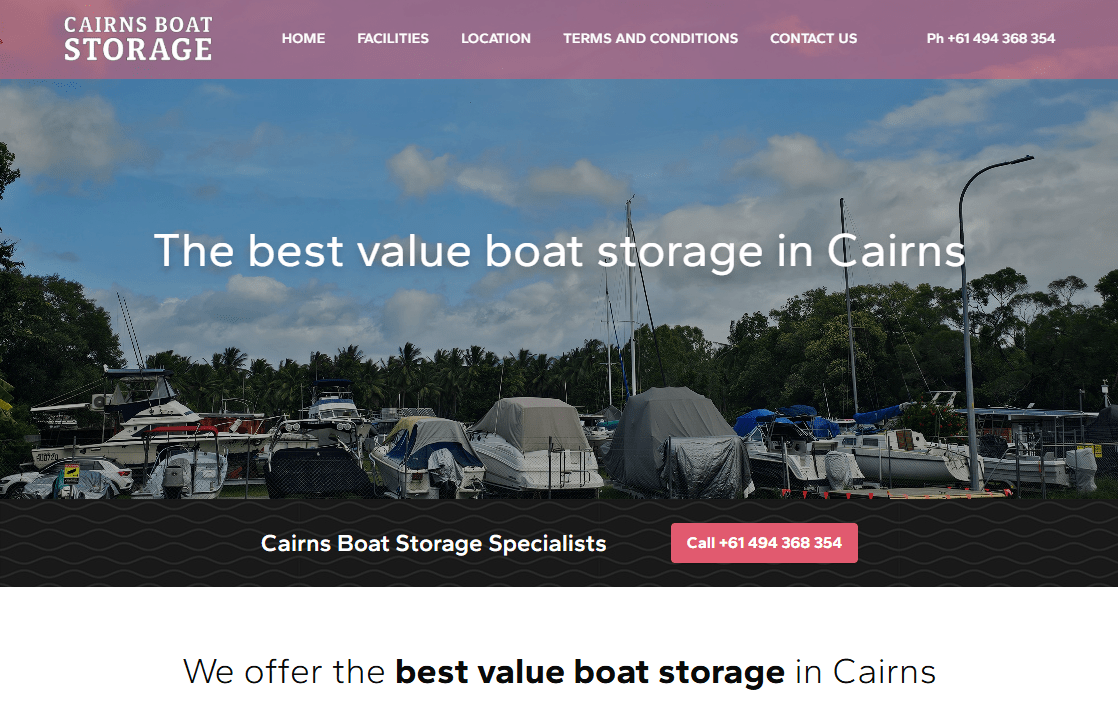 CAIRNS BOAT
STORAGE
HOME
FACILITIES
LOCATION
TERMS AND CONDITIONS
CONTACT US
Ph +61 494 368 354
The best value boat storage in Cairns
Cairns Boat Storage Specialists
Call +61 494 368 354
We offer the best value boat storage in Cairns